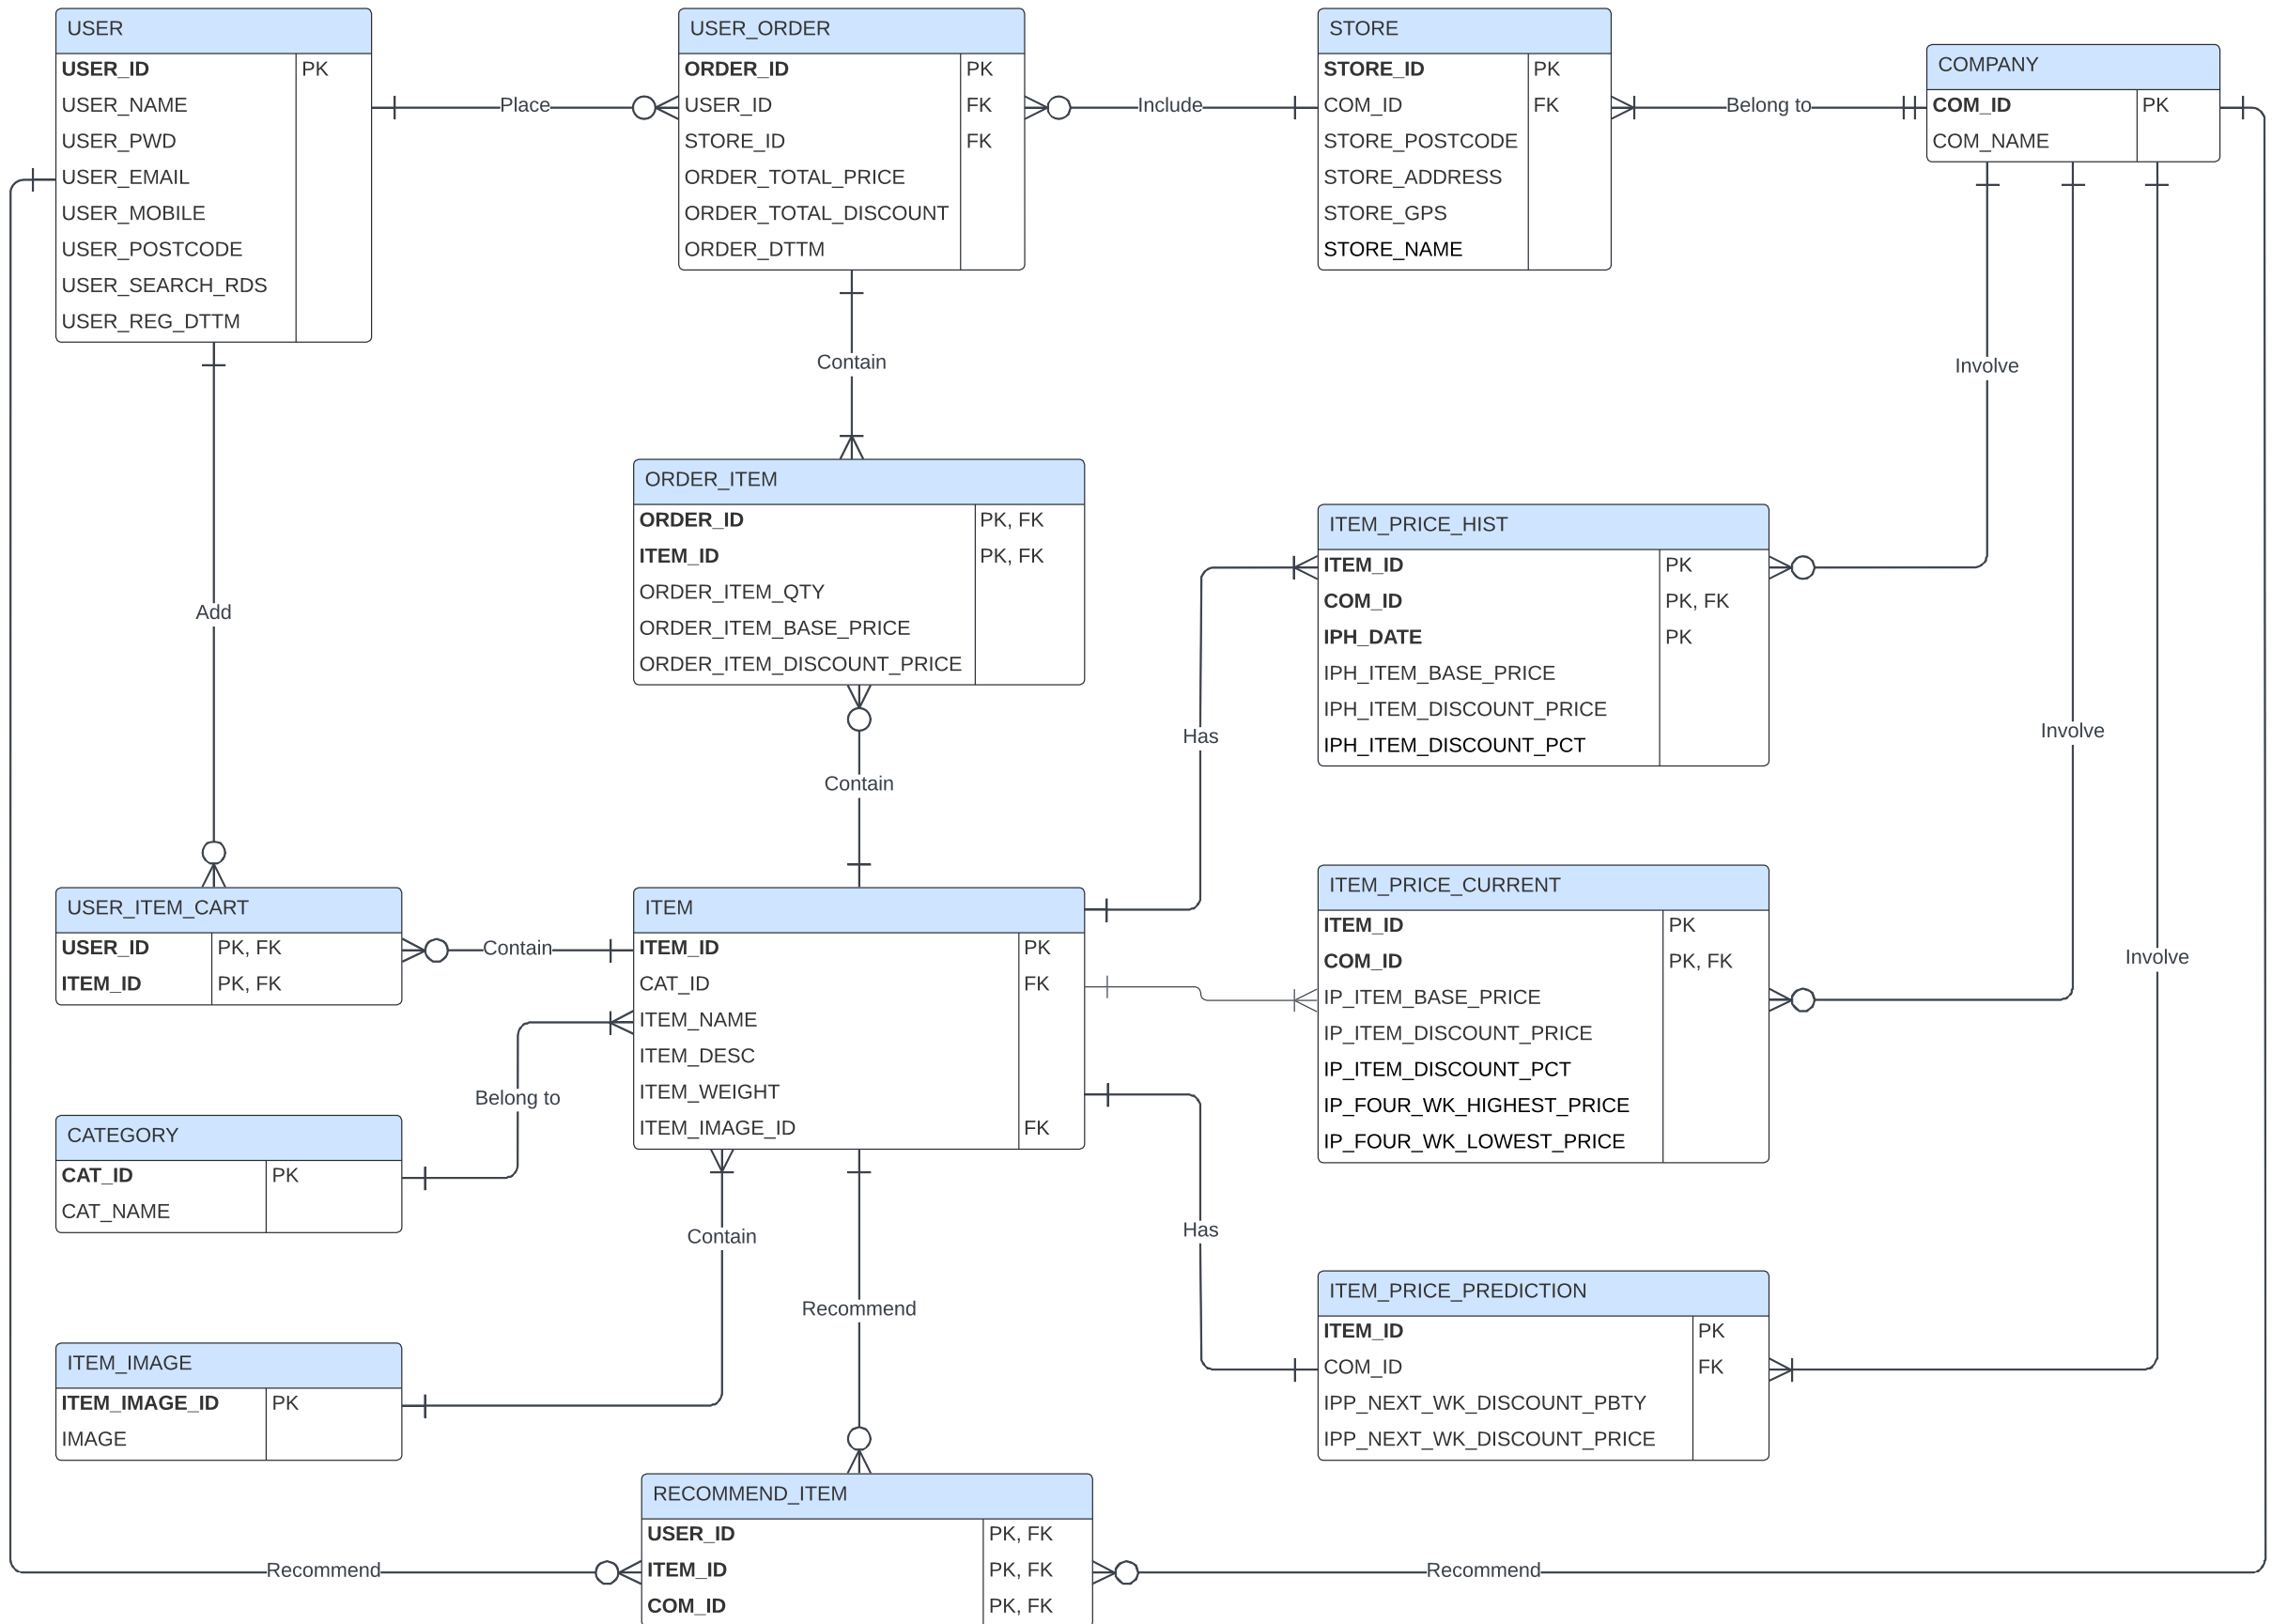 USER
USER_ID PK
USER_NAME
USER_PWD
USER_EMAIL
USER_MOBILE
USER_POSTCODE
USER_SEARCH_RDS
USER_REG_DTTM
Place
USER_ORDER
ORDER_ID PK
USER_ID FK
STORE_ID FK
ORDER_TOTAL_PRICE
ORDER_TOTAL_DISCOUNT
ORDER_DTTM
Include
STORE
STORE_ID PK
COM_ID FK
STORE_POSTCODE
STORE_ADDRESS
STORE_GPS
STORE_NAME
Belong to
COMPANY
COM_ID PK
COM_NAME
Contain
Involve
Add
ORDER_ITEM
ORDER_ID PK, FK
ITEM_ID PK, FK
ORDER_ITEM_QTY
ORDER_ITEM_BASE_PRICE
ORDER_ITEM_DISCOUNT_PRICE
Has
ITEM_PRICE_HIST
ITEM_ID PK
COM_ID PK, FK
IPH_DATE PK
IPH_ITEM_BASE_PRICE
IPH_ITEM_DISCOUNT_PRICE
IPH_ITEM_DISCOUNT_PCT
Involve
Contain
USER_ITEM_CART
USER_ID PK, FK
ITEM_ID PK, FK
Contain
ITEM
ITEM_ID PK
CAT_ID FK
ITEM_NAME
ITEM_DESC
ITEM_WEIGHT
ITEM_IMAGE_ID FK
ITEM_PRICE_CURRENT
ITEM_ID PK
COM_ID PK, FK
IP_ITEM_BASE_PRICE
IP_ITEM_DISCOUNT_PRICE
IP_ITEM_DISCOUNT_PCT
IP_FOUR_WK_HIGHEST_PRICE
IP_FOUR_WK_LOWEST_PRICE
Involve
Belong to
CATEGORY
CAT_ID PK
CAT_NAME
Contain
Has
Recommend
ITEM_IMAGE
ITEM_IMAGE_ID PK
IMAGE
ITEM_PRICE_PREDICTION
ITEM_ID PK
COM_ID FK
IPP_NEXT_WK_DISCOUNT_PBTY
IPP_NEXT_WK_DISCOUNT_PRICE
Recommend
RECOMMEND_ITEM
USER_ID PK, FK
ITEM_ID PK, FK
COM_ID PK, FK
Recommend